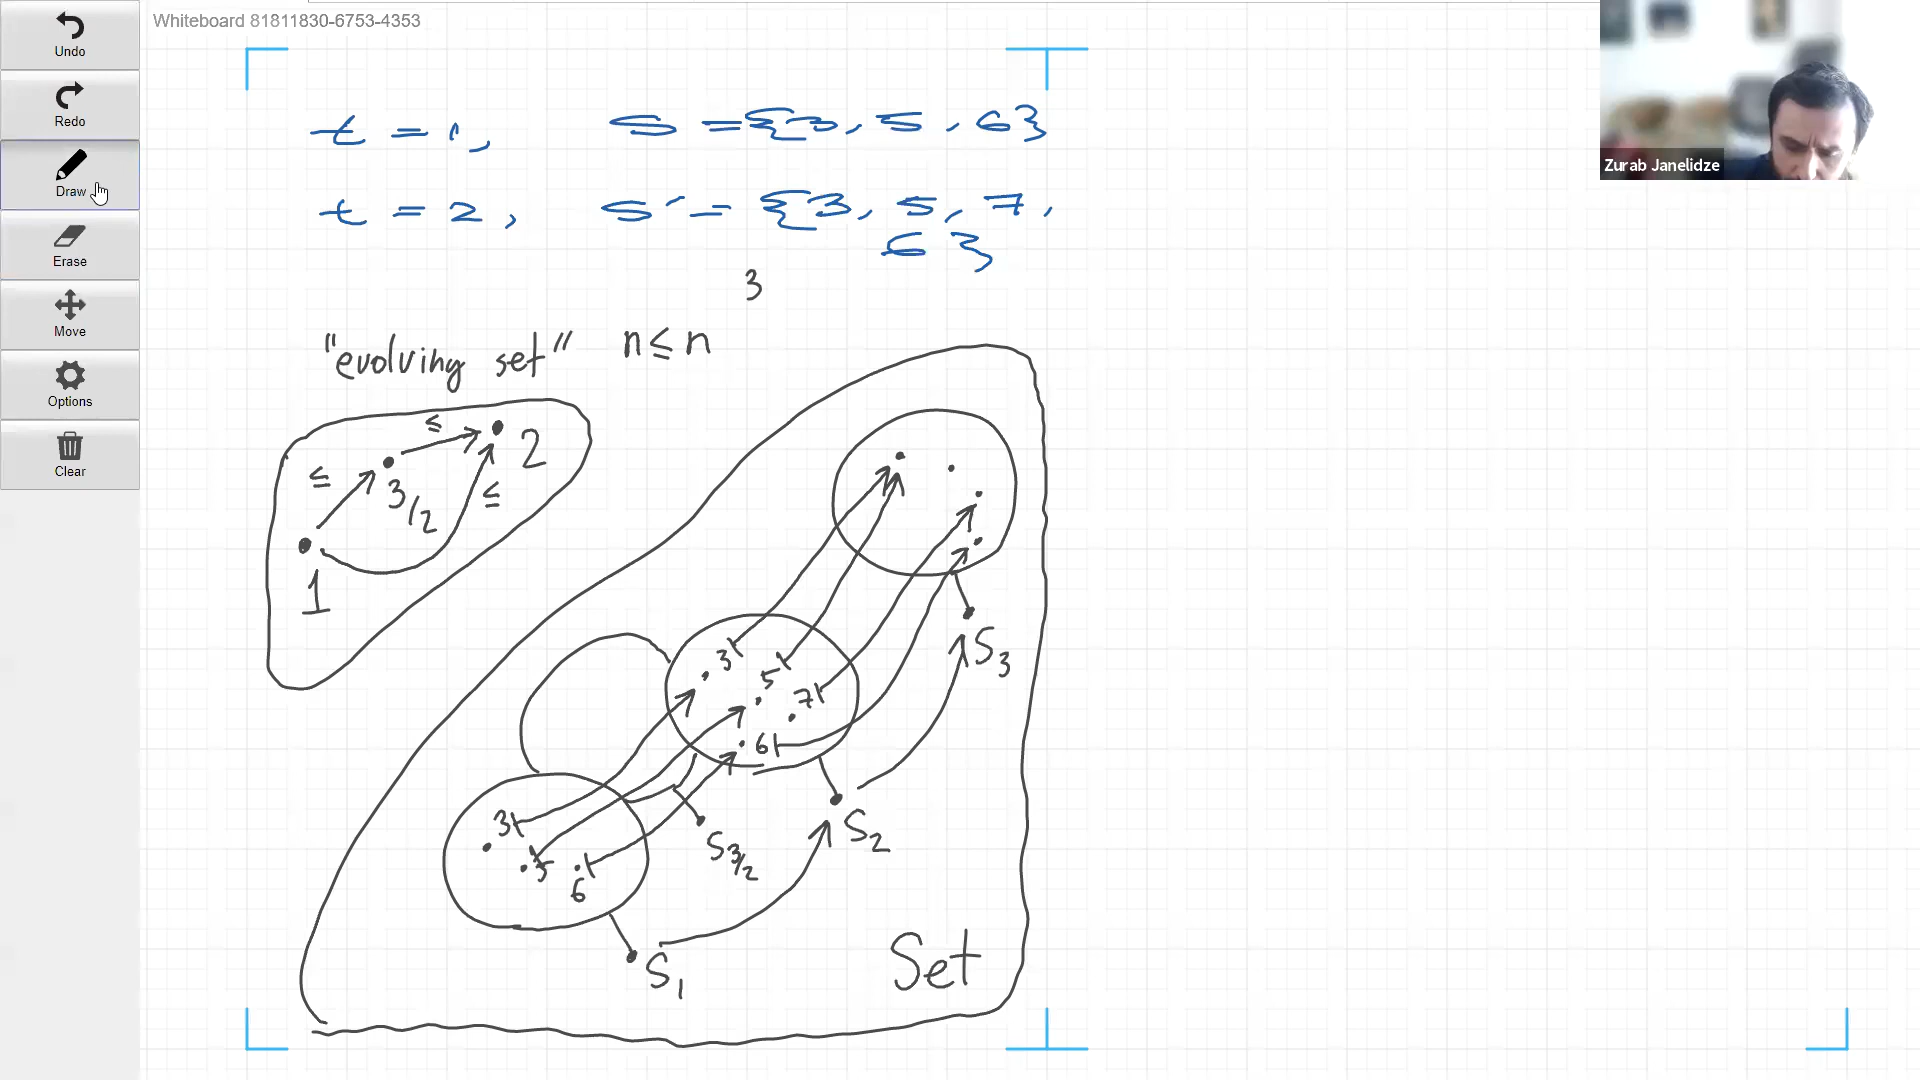 Whiteboard 81811830-6753-4353
Undo
Redo
Draw
Erase
Move
Options
Clear
Zurab Janelidze
t = 1, S = {3, 5, 6}
t = 2, S' = {3, 5, 7,
6}
3
"evolving set" n ≤ n
≤
2
≤
3/2
≤
1
S3
3
5
7
6
S2
3
5
6
S3/2
S1
Set